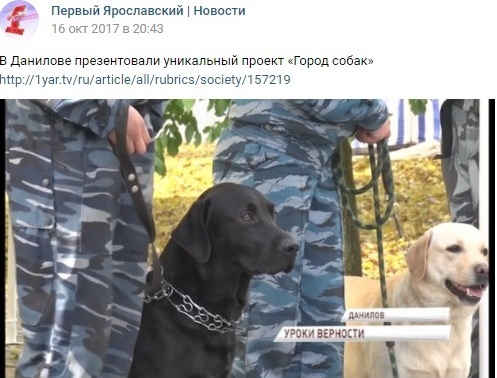 Первый Ярославский | Новости
16 окт 2017 в 20:43
В Данилове презентовали уникальный проект «Город собак»
http://1yar.tv/ru/article/all/rubrics/society/157219
ДАНИЛОВ
УРОКИ ВЕРНОСТИ